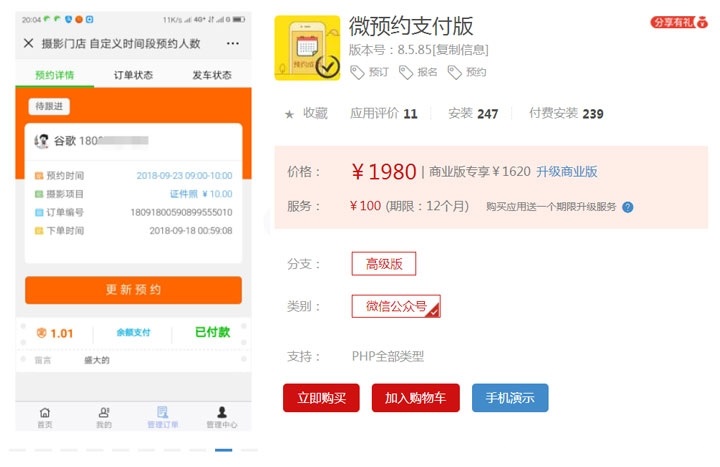 20:04
11K/s 4G+
摄影门店 自定义时间段预约人数
预约详情 订单状态 发车状态
待跟进
谷歌 180
预约时间 2018-09-23 09:00-10:00
摄影项目 证件照 ￥10.00
订单编号 18091800590899555010
下单时间 2018-09-18 00:59:08
更新预约
1.01 余额支付 已付款
留言 盛大的
首页 我的 管理订单 管理中心
微预约支付版
分享有礼
版本号：8.5.85[复制信息]
预订 报名 预约
收藏 应用评价 11 安装 247 付费安装 239
价格： ￥1980 | 商业版专享￥1620 升级商业版
服务： ￥100 (期限：12个月) 购买应用送一个期限升级服务 ?
分支： 高级版
类别： 微信公众号
支持： PHP全部类型
立即购买 加入购物车 手机演示